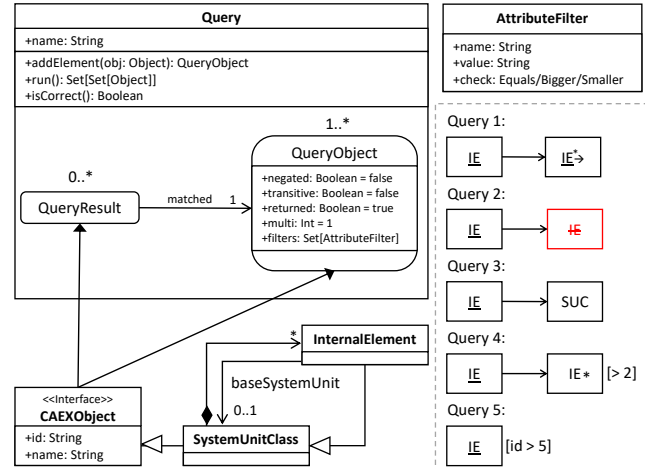 Query
+name: String
+addElement(obj: Object): QueryObject
+run(): Set[Set[Object]]
+isCorrect(): Boolean
1..*
QueryObject
+negated: Boolean = false
+transitive: Boolean = false
+returned: Boolean = true
+multi: Int = 1
+filters: Set[AttributeFilter]
0..*
QueryResult
matched 1
* InternalElement
baseSystemUnit
0..1
<<Interface>>
CAEXObject
+id: String
+name: String
SystemUnitClass
AttributeFilter
+name: String
+value: String
+check: Equals/Bigger/Smaller
Query 1:
IE IE*→
Query 2:
IE IE
Query 3:
IE SUC
Query 4:
IE IE* [> 2]
Query 5:
IE [id > 5]